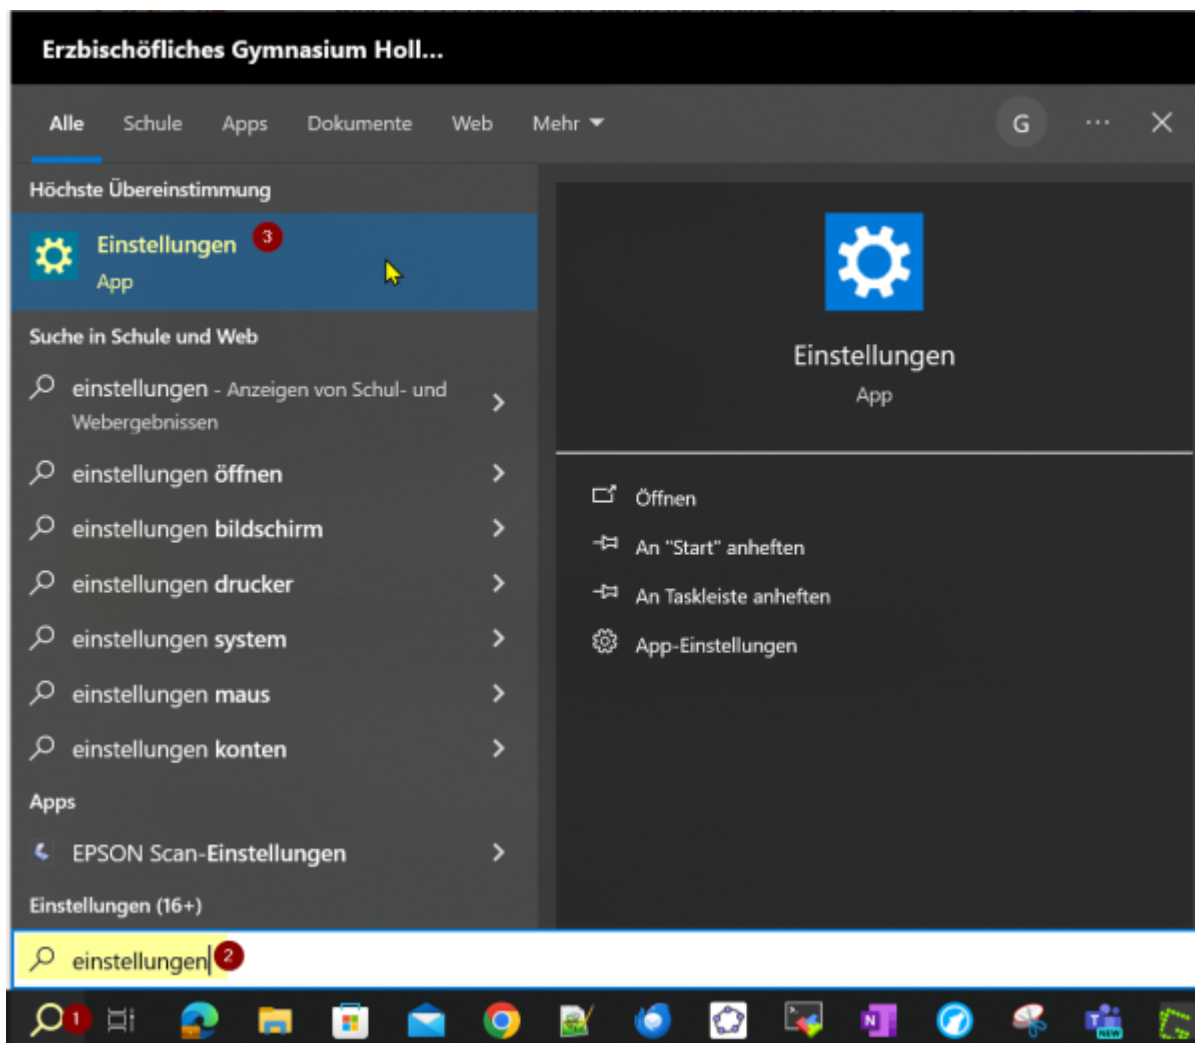 Erzbischöfliches Gymnasium Holl...
Alle Schule Apps Dokumente Web Mehr
G ...
Höchste Übereinstimmung
Einstellungen 3
App
Suche in Schule und Web
einstellungen - Anzeigen von Schul- und
Webergebnissen
einstellungen öffnen
einstellungen bildschirm
einstellungen drucker
einstellungen system
einstellungen maus
einstellungen konten
Apps
EPSON Scan-Einstellungen
Einstellungen (16+)
Einstellungen
App
Öffnen
An "Start" anheften
An Taskleiste anheften
App-Einstellungen
einstellungen 2
1
N
T
NEW